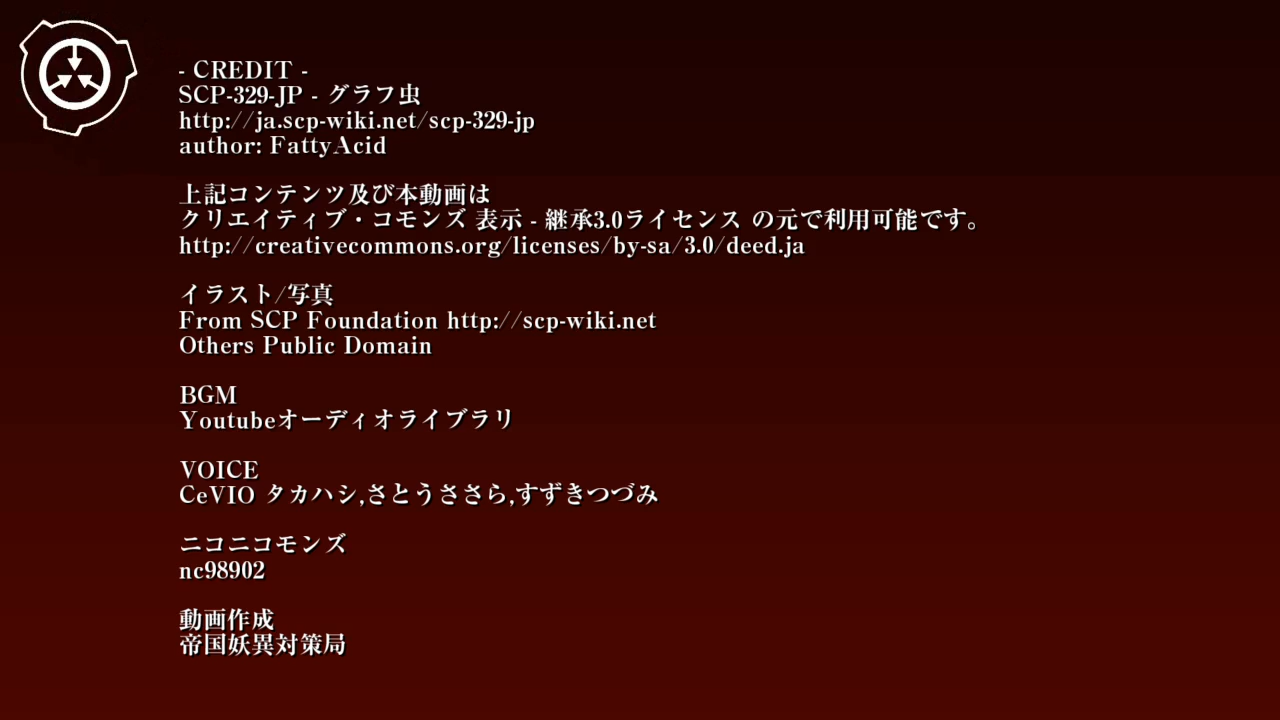 - CREDIT -
SCP-329-JP - グラフ虫
http://ja.scp-wiki.net/scp-329-jp
author: FattyAcid
上記コンテンツ及び本動画は
クリエイティブ・コモンズ 表示 - 継承3.0ライセンス の元で利用可能です。
http://creativecommons.org/licenses/by-sa/3.0/deed.ja
イラスト/写真
From SCP Foundation http://scp-wiki.net
Others Public Domain
BGM
Youtubeオーディオライブラリ
VOICE
CeVIO タカハシ,さとうささら,すずきつづみ
ニコニコモンズ
nc98902
動画作成
帝国妖異対策局